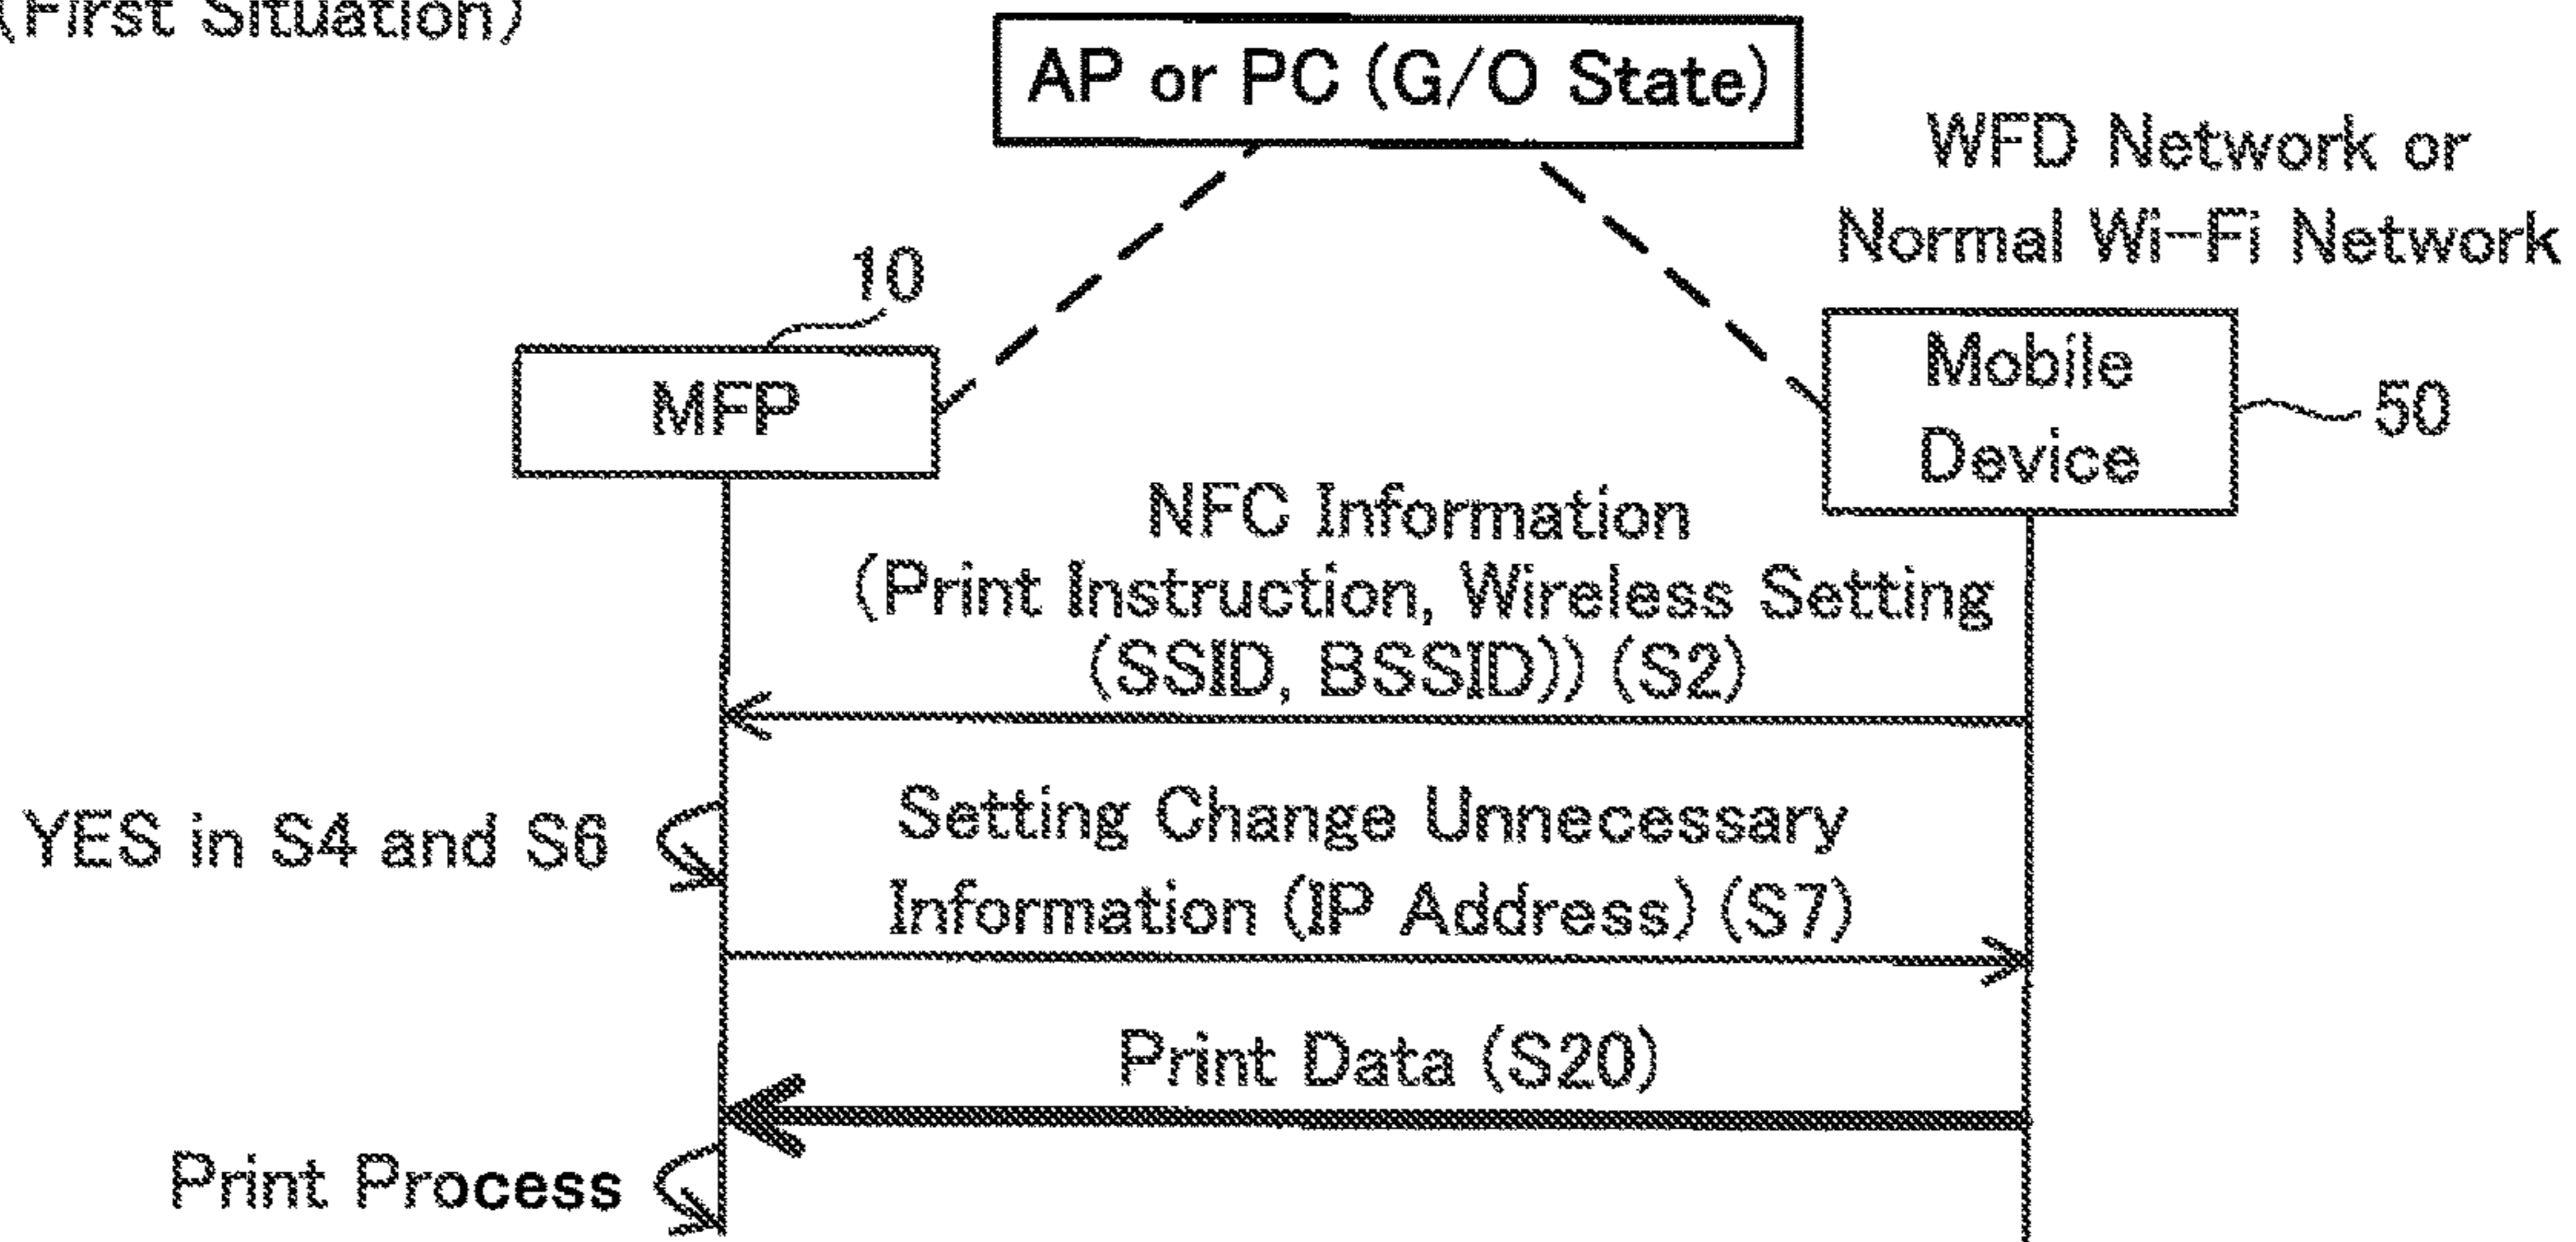 (First Situation)
AP or PC (G/O State)
WFD Network or
Normal Wi-Fi Network
10
MFP
Mobile
Device
50
NFC Information
(Print Instruction, Wireless Setting
(SSID, BSSID)) (S2)
YES in S4 and S6
Setting Change Unnecessary
Information (IP Address) (S7)
Print Data (S20)
Print Process